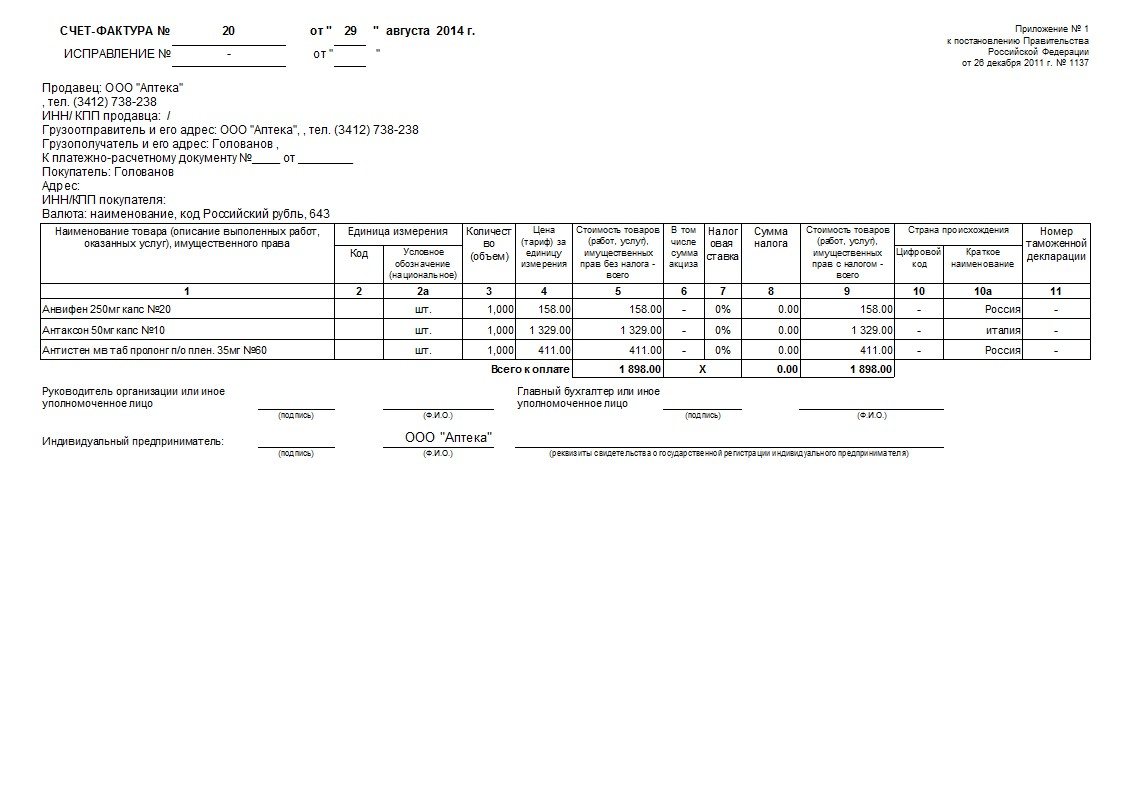 СЧЕТ-ФАКТУРА № 20 от " 29 " августа 2014 г.
ИСПРАВЛЕНИЕ № - от " "
Приложение № 1
к постановлению Правительства
Российской Федерации
от 26 декабря 2011 г. № 1137
Продавец: ООО "Аптека"
, тел. (3412) 738-238
ИНН/ КПП продавца: /
Грузоотправитель и его адрес: ООО "Аптека", , тел. (3412) 738-238
Грузополучатель и его адрес: Голованов ,
К платежно-расчетному документу №____ от ________
Покупатель: Голованов
Адрес:
ИНН/КПП покупателя:
Валюта: наименование, код Российский рубль, 643
Наименование товара (описание выполенных работ,
оказанных услуг), имущественного права
Единица измерения
Код
Условное
обозначение
(национальное)
Количест
во
(объем)
Цена
(тариф) за
единицу
измерения
Стоимость товаров
(работ, услуг),
имущественных
прав без налога -
всего
В том
числе
сумма
акциза
Налог
овая
ставка
Сумма
налога
Стоимость товаров
(работ, услуг),
имущественных
прав с налогом -
всего
Страна происхождения
Цифровой
код
Краткое
наименование
Номер
таможенной
декларации
1 2 2а 3 4 5 6 7 8 9 10 10а 11
Анвифен 250мг капс №20 шт. 1,000 158.00 158.00 - 0% 0.00 158.00 - Россия -
Антаксон 50мг капс №10 шт. 1,000 1 329.00 1 329.00 - 0% 0.00 1 329.00 - италия -
Антистен мв таб пролонг п/о плен. 35мг №60 шт. 1,000 411.00 411.00 - 0% 0.00 411.00 - Россия -
Всего к оплате 1 898.00 X 0.00 1 898.00
Руководитель организации или иное
уполномоченное лицо
(подпись) (Ф.И.О.)
Главный бухгалтер или иное
уполномоченное лицо
(подпись) (Ф.И.О.)
Индивидуальный предприниматель: ООО "Аптека"
(подпись) (Ф.И.О.) (реквизиты свидетельства о государственной регистрации индивидуального предпринимателя)